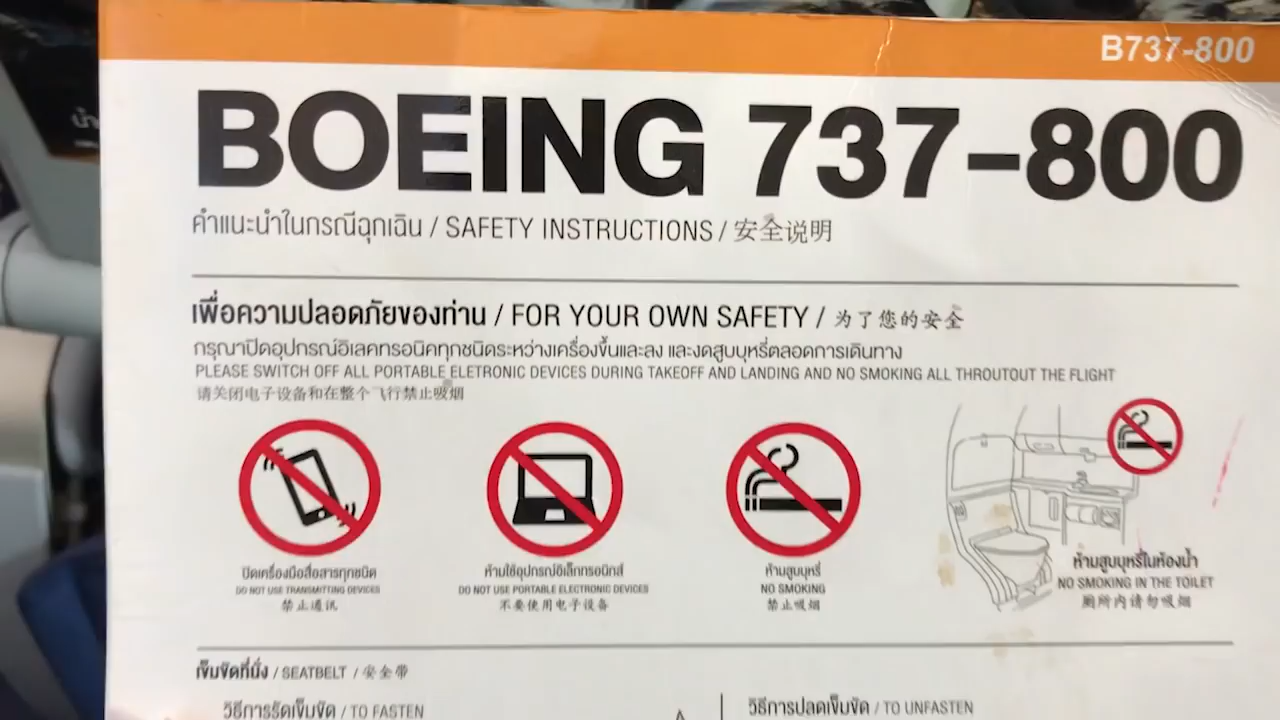 B737-800
BOEING 737-800
คำแนะนำในกรณีฉุกเฉิน / SAFETY INSTRUCTIONS / 安全说明
เพื่อความปลอดภัยของท่าน / FOR YOUR OWN SAFETY / 为了您的安全
กรุณาปิดอุปกรณ์อิเลคทรอนิคทุกชนิดระหว่างเครื่องขึ้นและลง และงดสูบบุหรี่ตลอดการเดินทาง
PLEASE SWITCH OFF ALL PORTABLE ELETRONIC DEVICES DURING TAKEOFF AND LANDING AND NO SMOKING ALL THROUTOUT THE FLIGHT
请关闭电子设备和在整个飞行禁止吸烟
ปิดเครื่องมือสื่อสารทุกชนิด
DO NOT USE TRANSMITTING DEVICES
禁止通讯
ห้ามใช้อุปกรณ์อิเล็กทรอนิกส์
DO NOT USE PORTABLE ELECTRONIC DEVICES
不要使用电子设备
ห้ามสูบบุหรี่
NO SMOKING
禁止吸烟
ห้ามสูบบุหรี่ในห้องน้ำ
NO SMOKING IN THE TOILET
厕所内请勿吸烟
เข็มขัดที่นั่ง / SEATBELT / 安全带
วิธีการรัดเข็มขัด / TO FASTEN
วิธีการปลดเข็มขัด / TO UNFASTEN